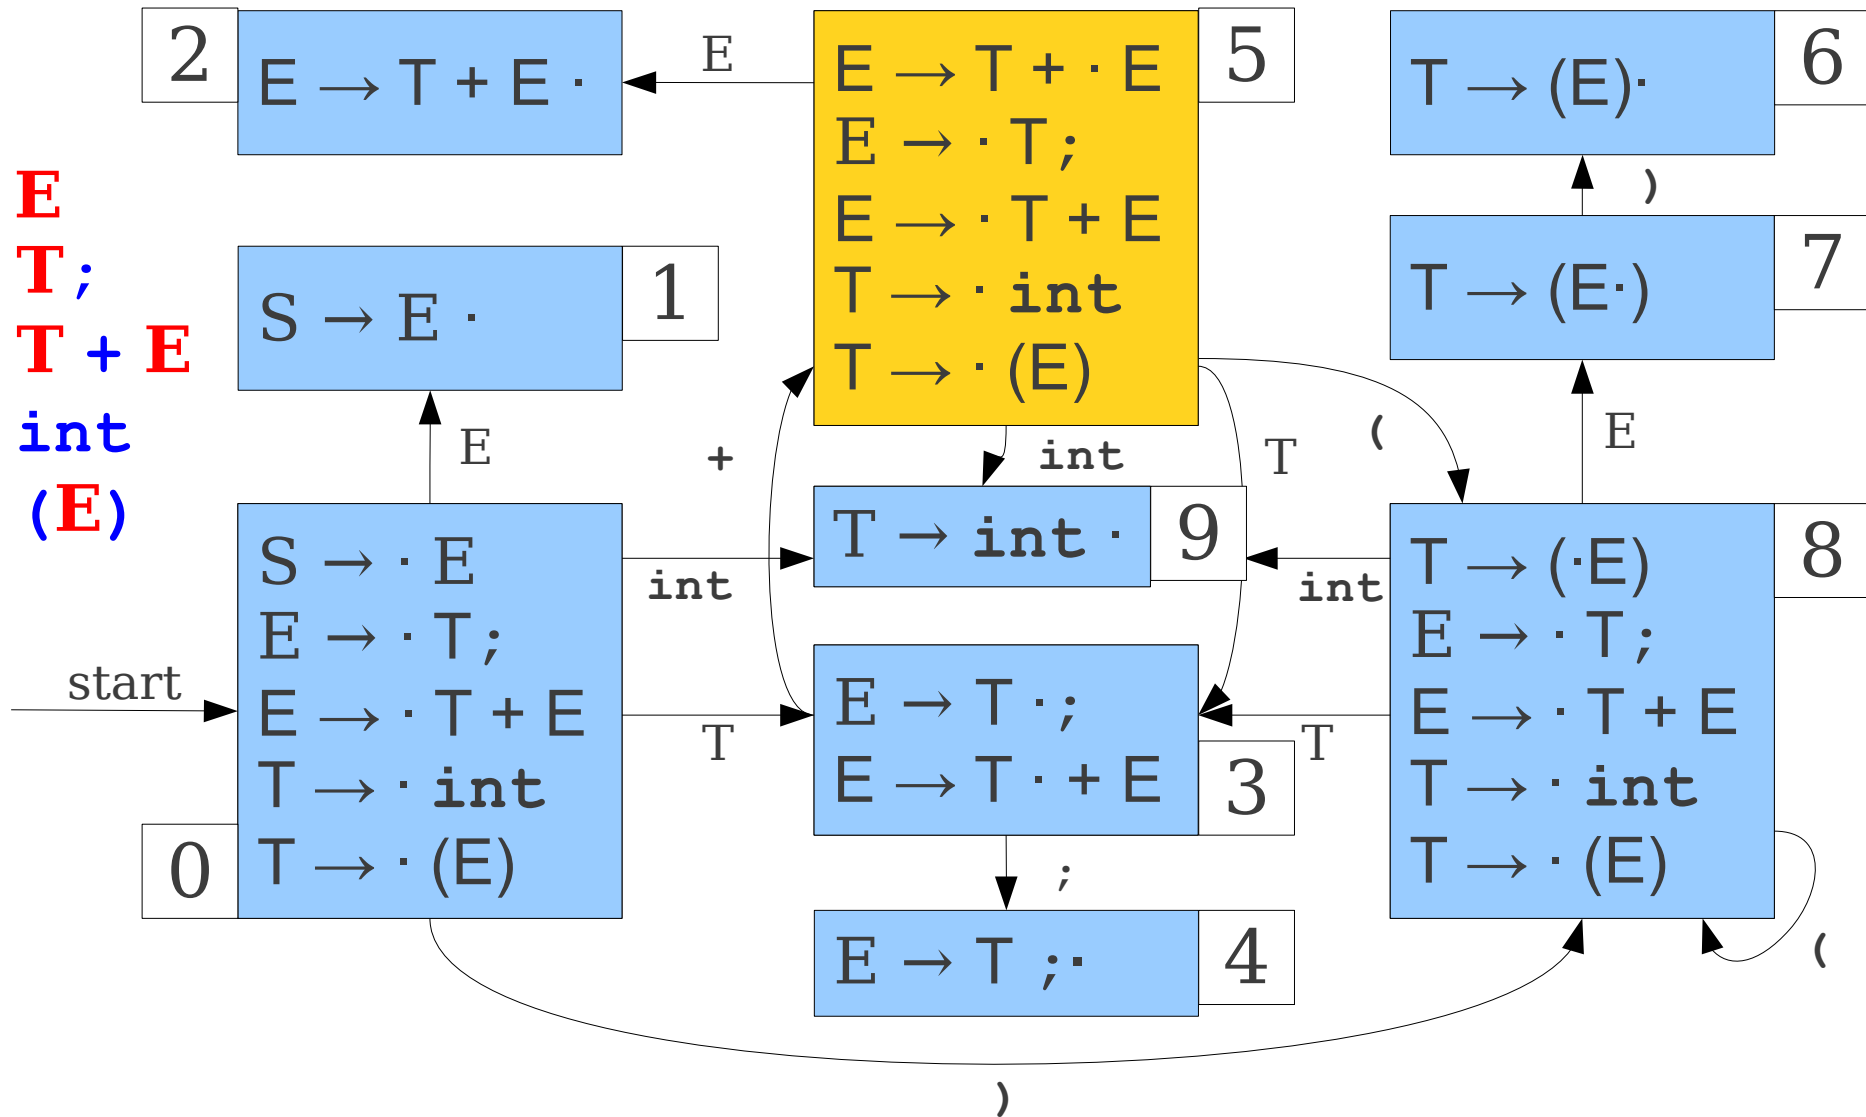 E
T ;
T + E
int
(E)
2
E → T + E ·
E
5
E → T + · E
E → · T ;
E → · T + E
T → · int
T → · (E)
6
T → (E)·
)
7
T → (E·)
1
S → E ·
E
+
int
T
(
E
start
0
S → · E
E → · T ;
E → · T + E
T → · int
T → · (E)
int
T
9
T → int ·
int
T
3
E → T · ;
E → T · + E
;
4
E → T ;·
8
T → (·E)
E → · T ;
E → · T + E
T → · int
T → · (E)
(
)